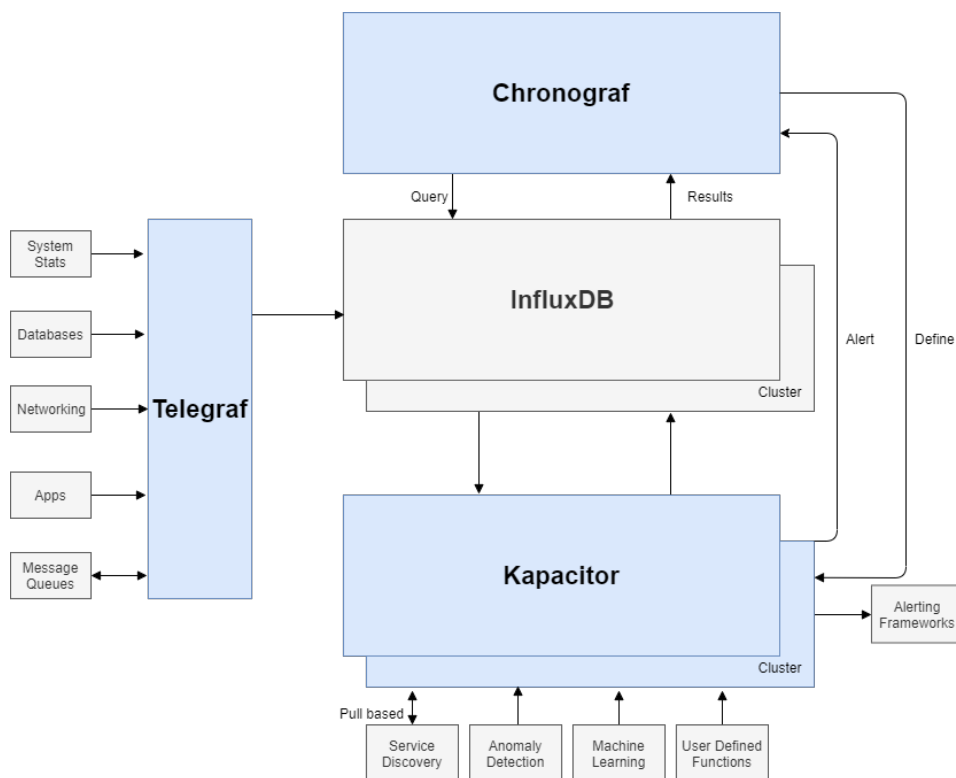 Chronograf
Query
Results
System
Stats
InfluxDB
Databases
Alert
Define
Cluster
Networking
Telegraf
Apps
Message
Queues
Kapacitor
Alerting
Frameworks
Cluster
Pull based
Service
Discovery
Anomaly
Detection
Machine
Learning
User Defined
Functions